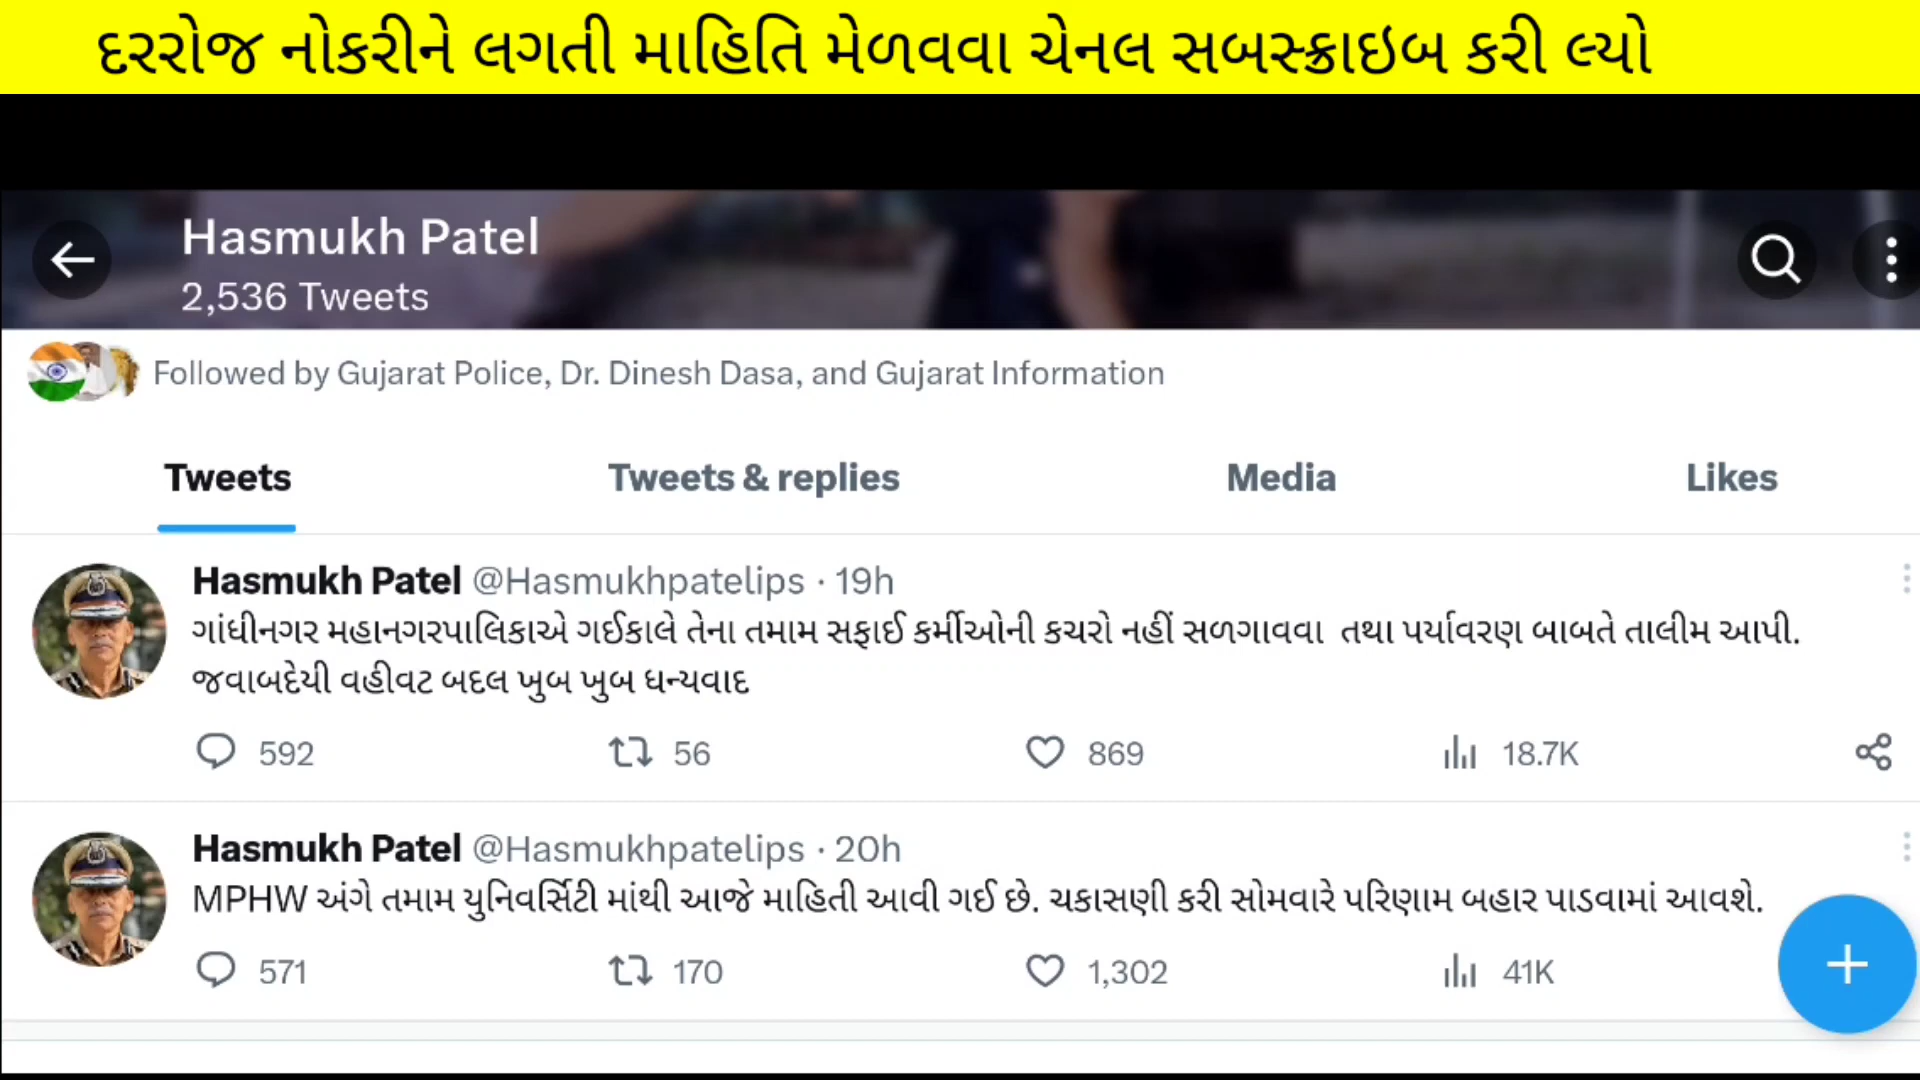 દરરોજ નોકરીને લગતી માહિતિ મેળવવા ચેનલ સબસ્ક્રાઇબ કરી લ્યો
Hasmukh Patel
2,536 Tweets
Followed by Gujarat Police, Dr. Dinesh Dasa, and Gujarat Information
Tweets Tweets & replies Media Likes
Hasmukh Patel @Hasmukhpatelips · 19h
ગાંધીનગર મહાનગરપાલિકાએ ગઈકાલે તેના તમામ સફાઈ કર્મીઓની કચરો નહીં સળગાવવા તથા પર્યાવરણ બાબતે તાલીમ આપી.
જવાબદેયી વહીવટ બદલ ખુબ ખુબ ધન્યવાદ
592 56 869 18.7K
Hasmukh Patel @Hasmukhpatelips · 20h
MPHW અંગે તમામ યુનિવર્સિટી માંથી આજે માહિતી આવી ગઈ છે. ચકાસણી કરી સોમવારે પરિણામ બહાર પાડવામાં આવશે.
571 170 1,302 41K